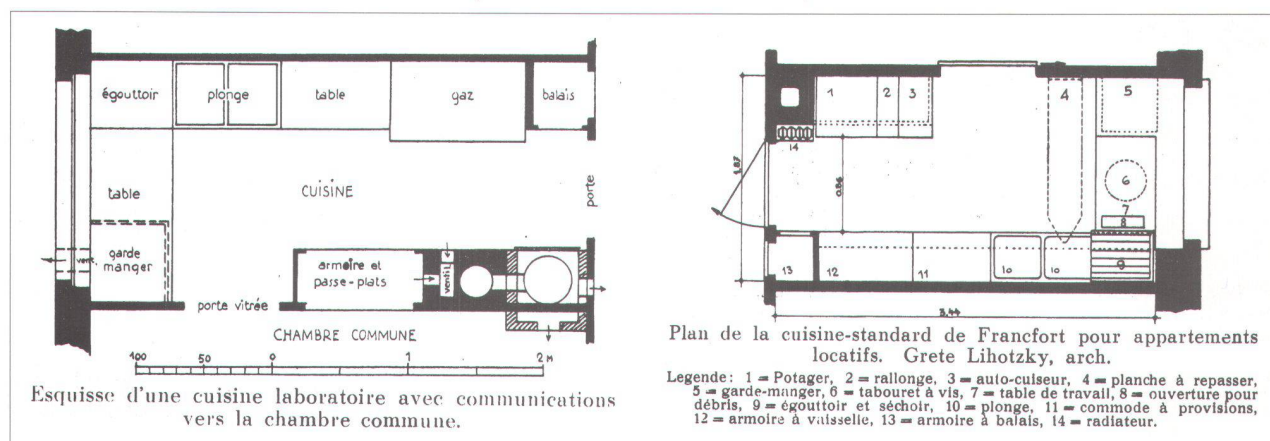 égouttoir
plonge
table
gaz
balais
table
CUISINE
porte
garde
manger
vent.
armoire et
passe-plats
ventil
porte vitrée
CHAMBRE COMMUNE
100 50 0 1 2 M
Esquisse d'une cuisine laboratoire avec communications
vers la chambre commune.
1 2 3 4 5
14
1,87
0.86
6
7
8
13 12 11 10 10 9
3.44
Plan de la cuisine-standard de Francfort pour appartements
locatifs. Grete Lihotzky, arch.
Legende: 1 = Potager, 2 = rallonge, 3 = auto-cuiseur, 4 = planche à repasser,
5 = garde-manger, 6 = tabouret à vis, 7 = table de travail, 8 = ouverture pour
débris, 9 = égouttoir et séchoir, 10 = plonge, 11 = commode à provisions,
12 = armoire à vaisselle, 13 = armoire à balais, 14 = radiateur.